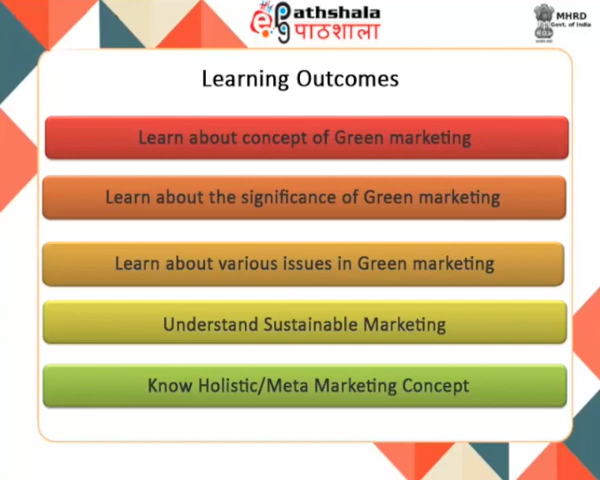 e Pathshala
पाठशाला
MHRD
Govt. of India
Learning Outcomes
Learn about concept of Green marketing
Learn about the significance of Green marketing
Learn about various issues in Green marketing
Understand Sustainable Marketing
Know Holistic/Meta Marketing Concept